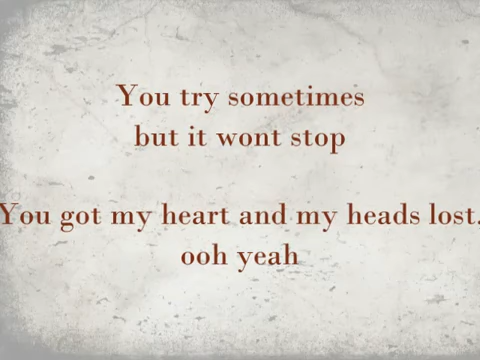 You try sometimes
but it wont stop
You got my heart and my heads lost.
ooh yeah